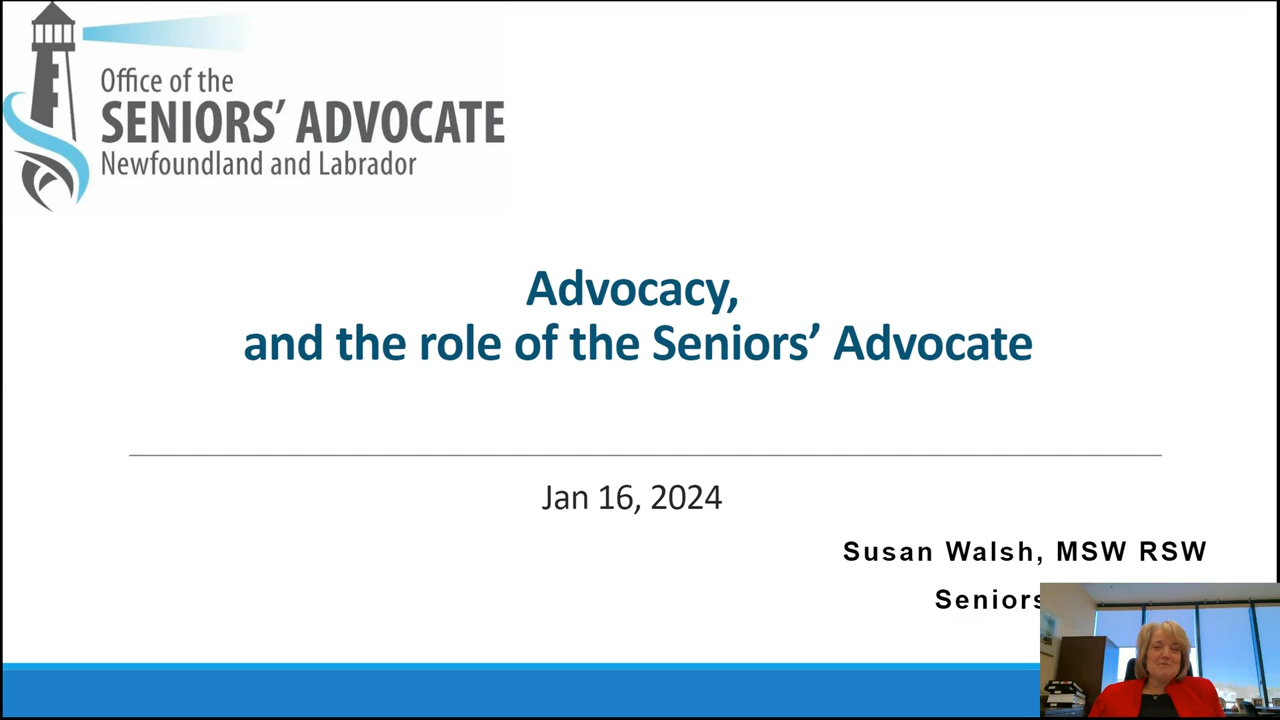 Office of the
SENIORS' ADVOCATE
Newfoundland and Labrador
Advocacy,
and the role of the Seniors' Advocate
Jan 16, 2024
Susan Walsh, MSW RSW
Seniors